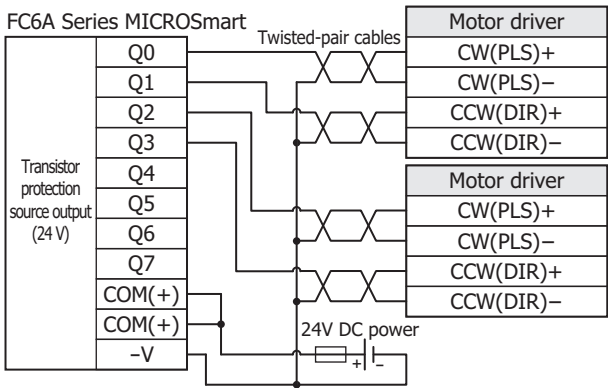 FC6A Series MICROSmart
Twisted-pair cables
Transistor
protection
source output
(24 V)
Q0
Q1
Q2
Q3
Q4
Q5
Q6
Q7
COM(+)
COM(+)
−V
Motor driver
CW(PLS)+
CW(PLS)−
CCW(DIR)+
CCW(DIR)−
Motor driver
CW(PLS)+
CW(PLS)−
CCW(DIR)+
CCW(DIR)−
24V DC power
+ −